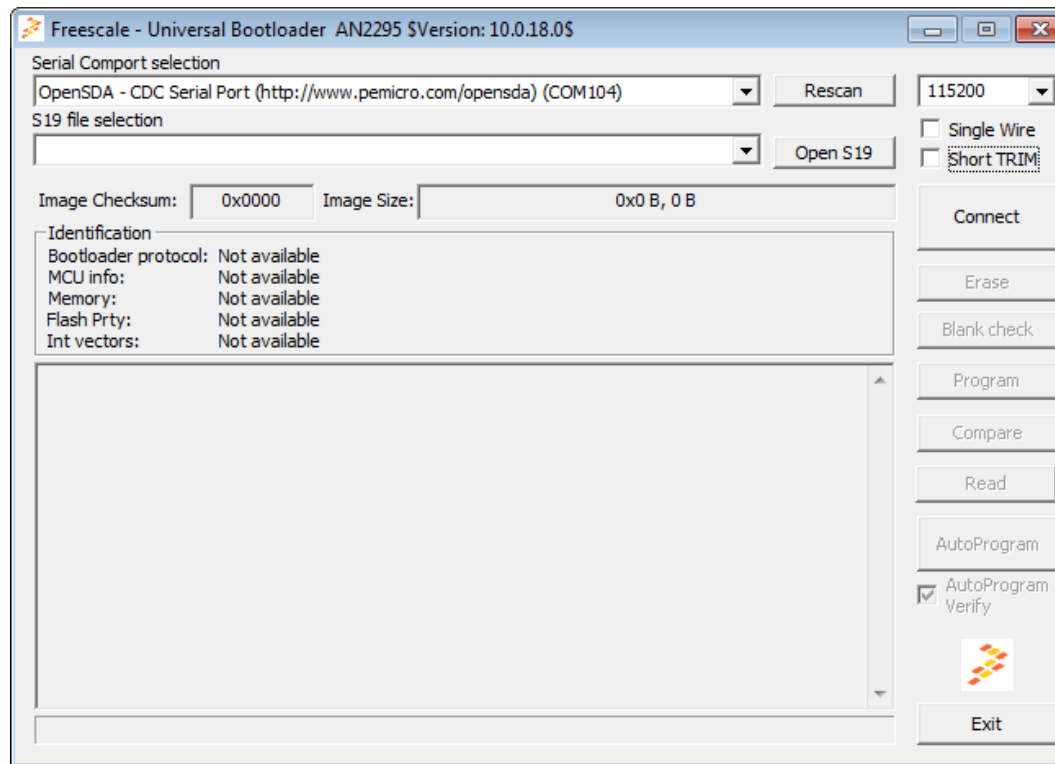 Freescale - Universal Bootloader AN2295 $Version: 10.0.18.0$
Serial Comport selection
OpenSDA - CDC Serial Port (http://www.pemicro.com/opensda) (COM104)
Rescan
115200
S19 file selection
Open S19
Single Wire
Short TRIM
Image Checksum:
0x0000
Image Size:
0x0 B, 0 B
Connect
Identification
Bootloader protocol: Not available
MCU info: Not available
Memory: Not available
Flash Prty: Not available
Int vectors: Not available
Erase
Blank check
Program
Compare
Read
AutoProgram
AutoProgram
Verify
Exit